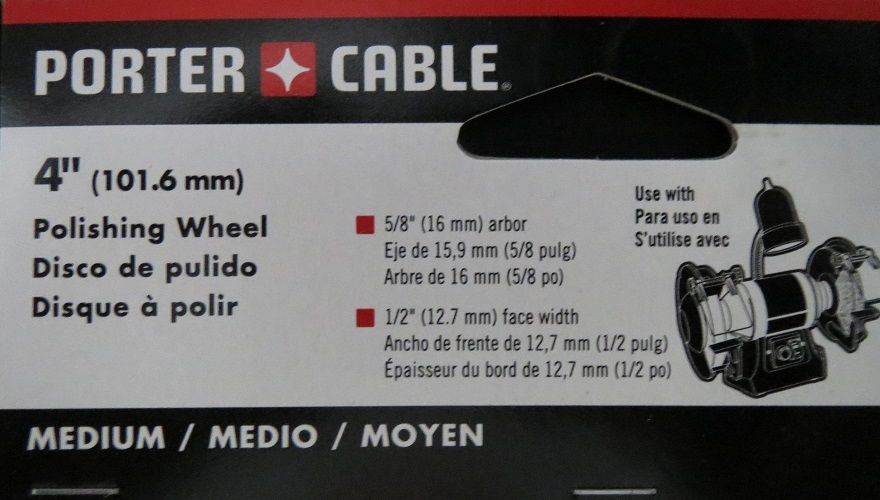 PORTER CABLE®
4" (101.6 mm)
Polishing Wheel
Disco de pulido
Disque à polir
5/8" (16 mm) arbor
Eje de 15,9 mm (5/8 pulg)
Arbre de 16 mm (5/8 po)
1/2" (12.7 mm) face width
Ancho de frente de 12,7 mm (1/2 pulg)
Épaisseur du bord de 12,7 mm (1/2 po)
Use with
Para uso en
S'utilise avec
MEDIUM / MEDIO / MOYEN